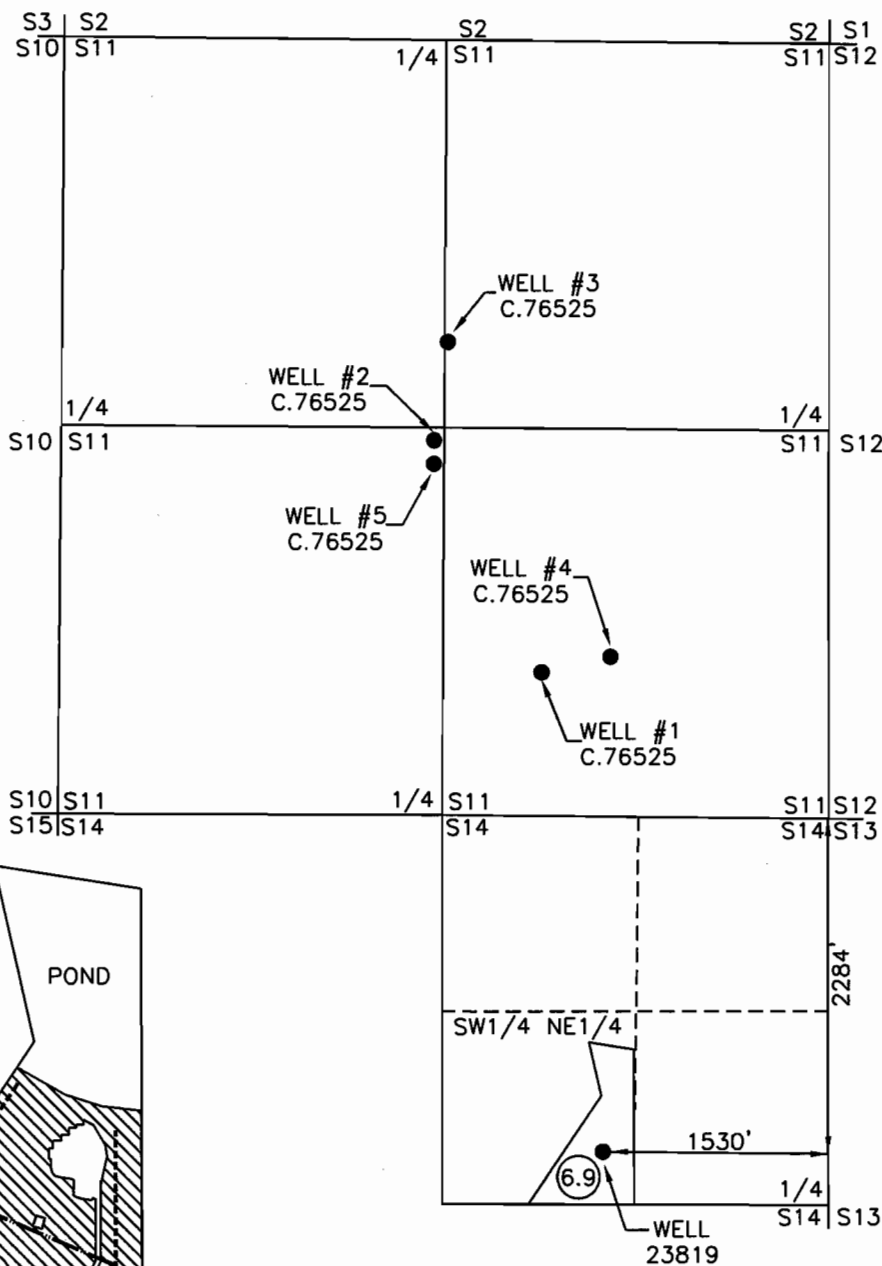 S3 S2
S2
S2 S1
S10 S11
1/4 S11
S11 S12
WELL #3
C.76525
WELL #2
C.76525
1/4
1/4
S10 S11
S11 S12
WELL #5
C.76525
WELL #4
C.76525
WELL #1
C.76525
S10 S11
1/4 S11
S11 S12
S15 S14
S14
S14 S13
POND
2284'
SW1/4 NE1/4
1530'
6.9
1/4
S14 S13
WELL
23819